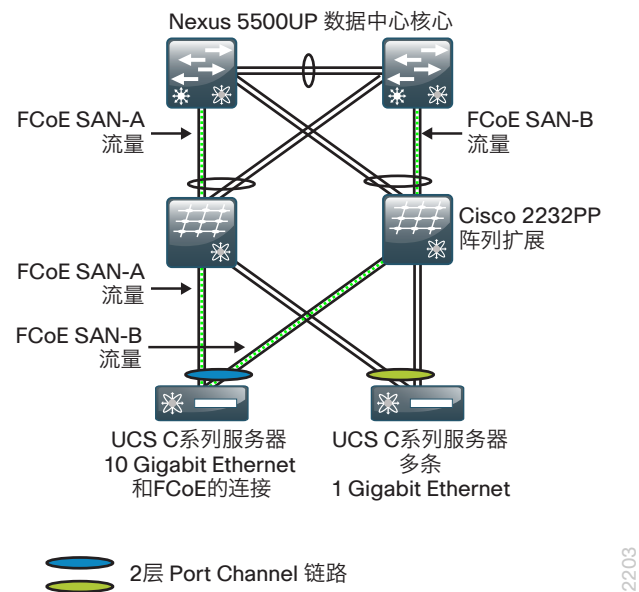 Nexus 5500UP 数据中心核心
FCoE SAN-A
流量
FCoE SAN-B
流量
Cisco 2232PP
阵列扩展
FCoE SAN-A
流量
FCoE SAN-B
流量
UCS C系列服务器
10 Gigabit Ethernet
和FCoE的连接
UCS C系列服务器
多条
1 Gigabit Ethernet
2层 Port Channel 链路
2203